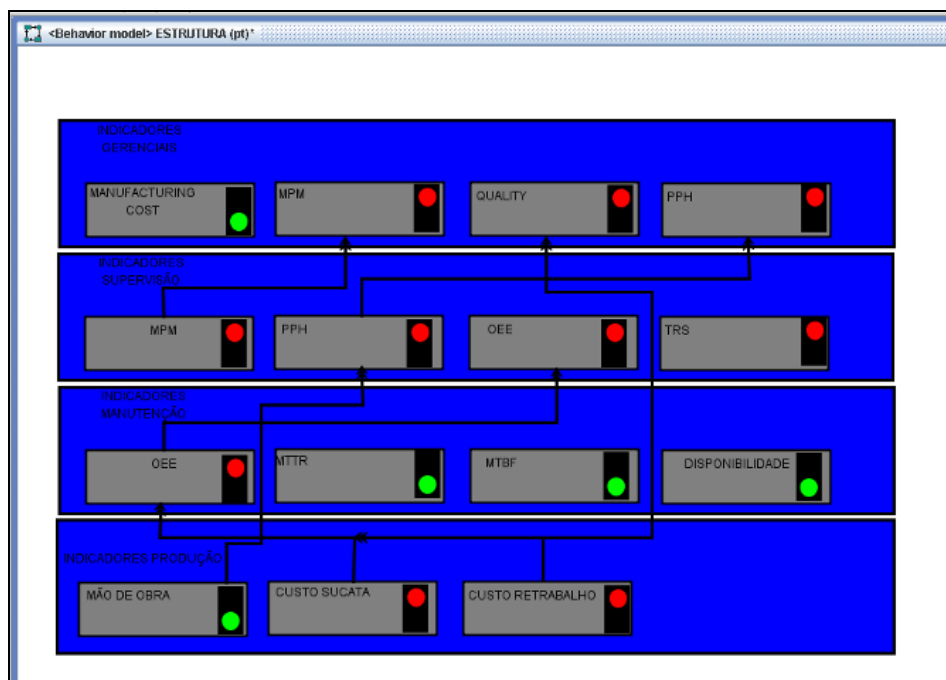 <Behavior model> ESTRUTURA (pt)*
INDICADORES
GERENCIAIS
MANUFACTURING
COST
MPM
QUALITY
PPH
INDICADORES
SUPERVISÃO
MPM
PPH
OEE
TRS
INDICADORES
MANUTENÇÃO
OEE
MTTR
MTBF
DISPONIBILIDADE
INDICADORES PRODUÇÃO
MÃO DE OBRA
CUSTO SUCATA
CUSTO RETRABALHO